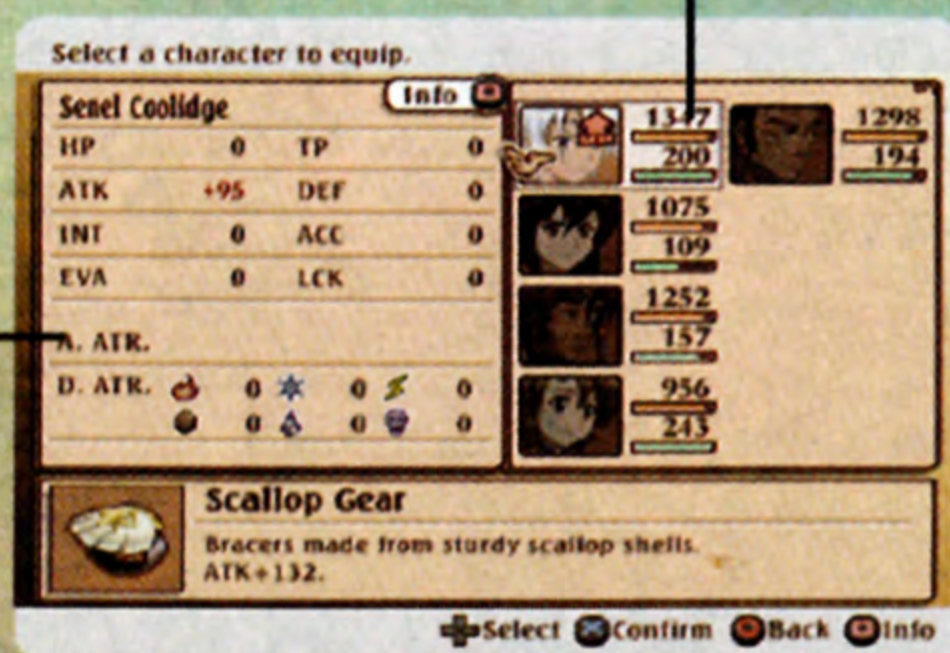 Select a character to equip.
Info
Senel Coolidge
HP 0 TP 0
ATK +95 DEF 0
INT 0 ACC 0
EVA 0 LCK 0
A. ATR.
D. ATR. 0 0 0
0 0 0
1347
200
1298
194
1075
109
1252
157
956
243
Scallop Gear
Bracers made from sturdy scallop shells.
ATK+132.
Select Confirm Back Info